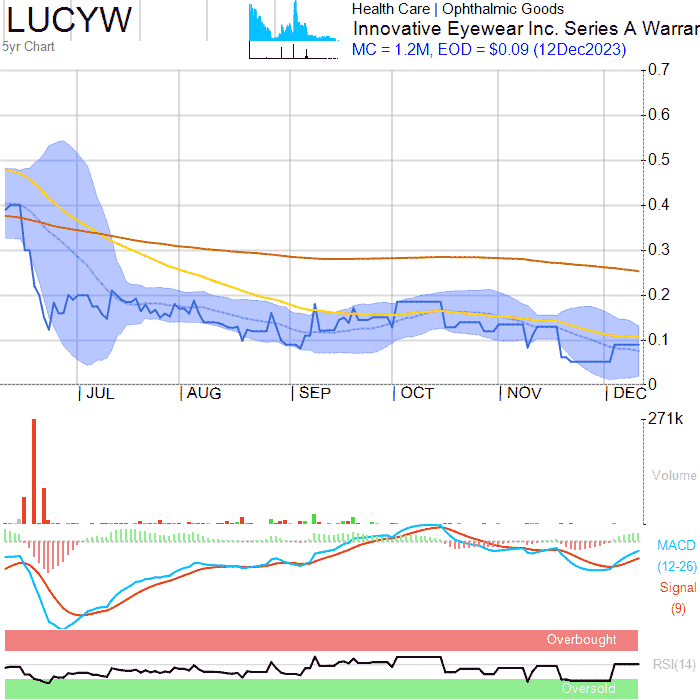 LUCYW
5yr Chart
Health Care | Ophthalmic Goods
Innovative Eyewear Inc. Series A Warrar
MC = 1.2M, EOD = $0.09 (12Dec2023)
0.7
0.6
0.5
0.4
0.3
0.2
0.1
0
| JUL | AUG | SEP | OCT | NOV | DEC
271k
Volume
MACD
(12-26)
Signal
(9)
Overbought
RSI(14)
Oversold